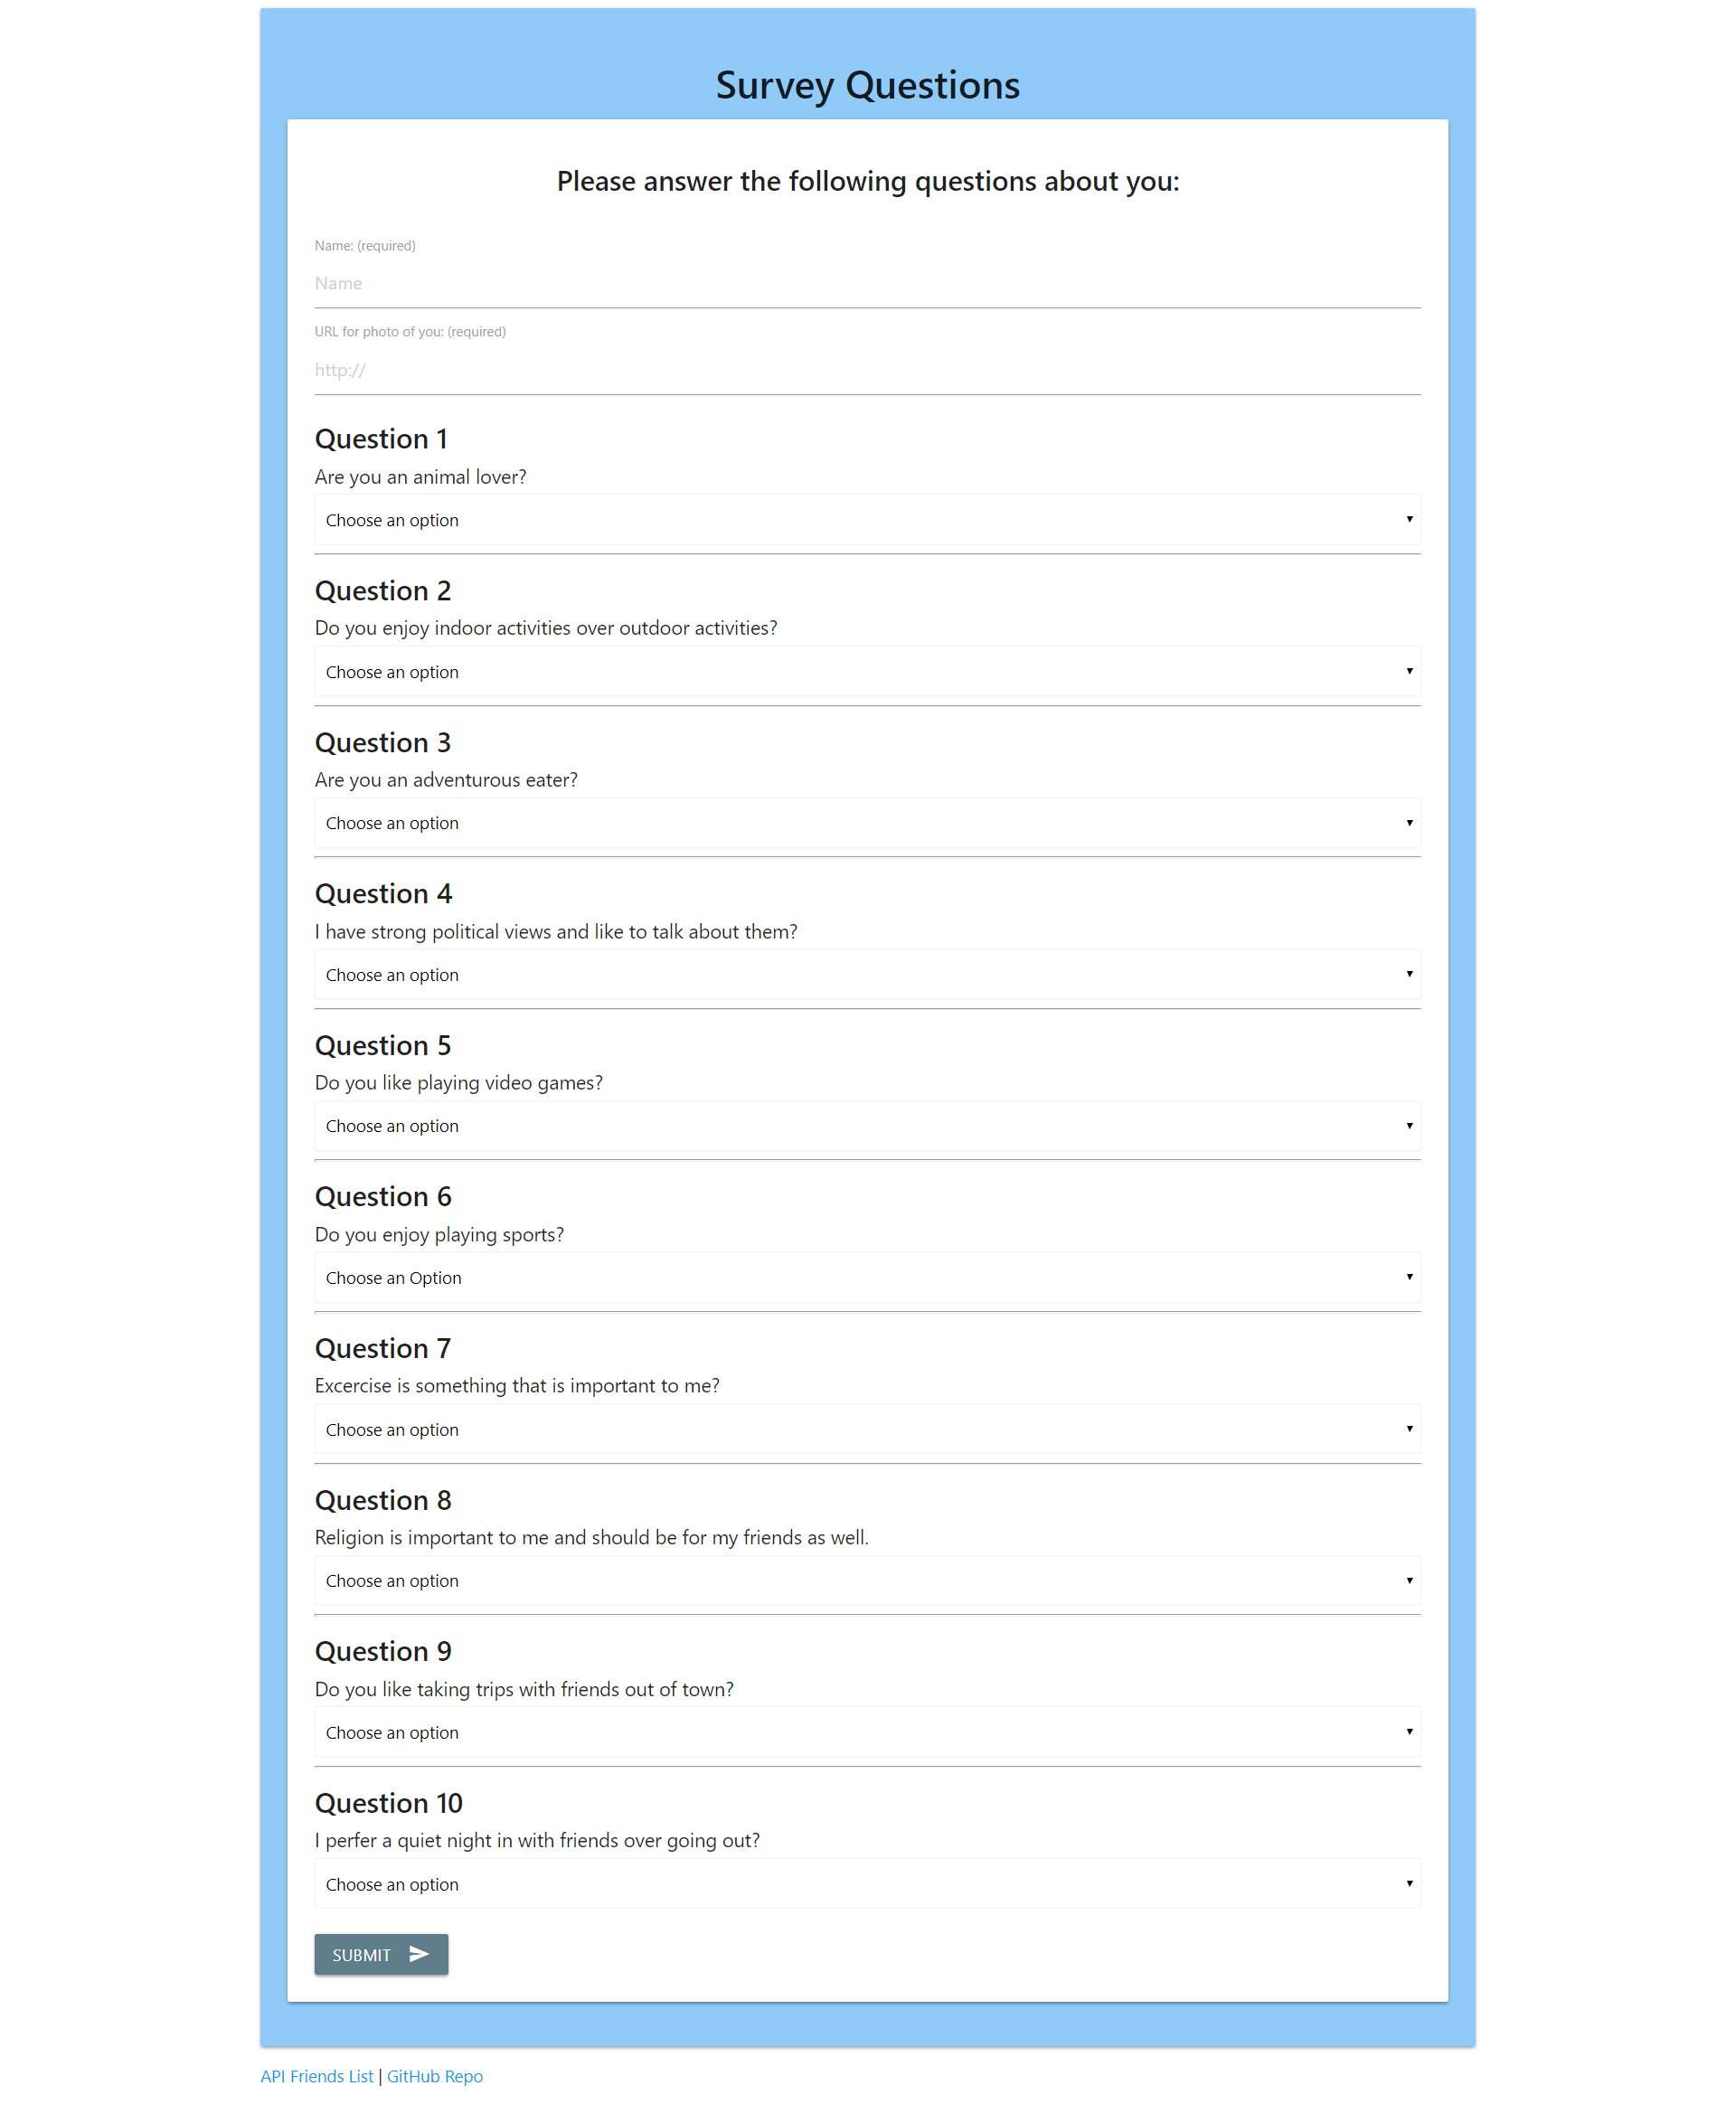 Survey Questions
Please answer the following questions about you:
Name: (required)
Name
URL for photo of you: (required)
http://
Question 1
Are you an animal lover?
Choose an option
Question 2
Do you enjoy indoor activities over outdoor activities?
Choose an option
Question 3
Are you an adventurous eater?
Choose an option
Question 4
I have strong political views and like to talk about them?
Choose an option
Question 5
Do you like playing video games?
Choose an option
Question 6
Do you enjoy playing sports?
Choose an Option
Question 7
Excercise is something that is important to me?
Choose an option
Question 8
Religion is important to me and should be for my friends as well.
Choose an option
Question 9
Do you like taking trips with friends out of town?
Choose an option
Question 10
I perfer a quiet night in with friends over going out?
Choose an option
SUBMIT
API Friends List | GitHub Repo